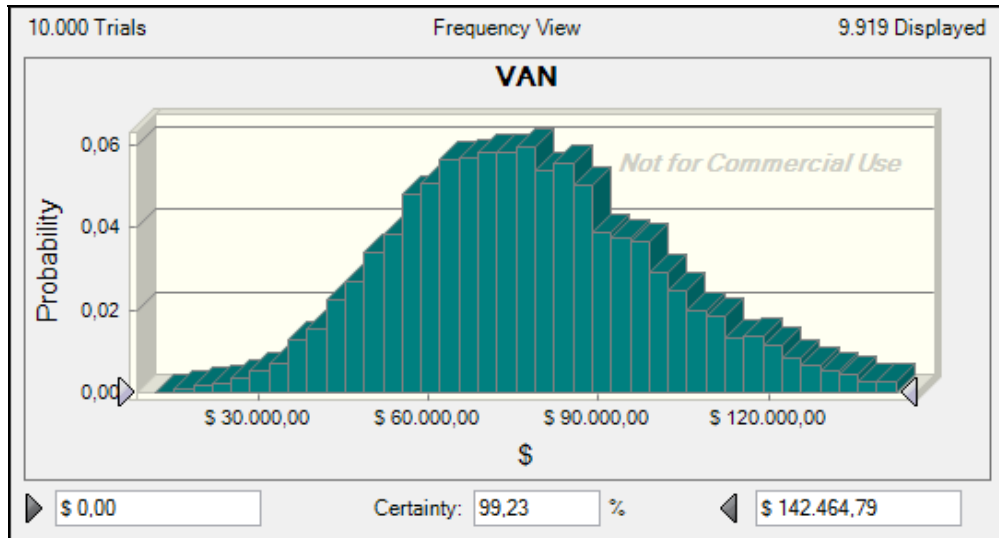 10.000 Trials Frequency View 9.919 Displayed
VAN
Not for Commercial Use
0,06
0,04
0,02
0,00
Probability
$ 30.000,00 $ 60.000,00 $ 90.000,00 $ 120.000,00
$
$ 0,00 Certainty: 99,23 % $ 142.464,79